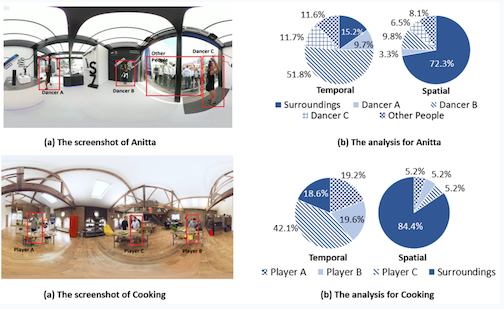 Other
People
Dancer C
Dancer A
Dancer B
(a) The screenshot of Anitta
11.6%
15.2%
11.7%
9.7%
51.8%
Temporal
8.1%
6.5%
9.8%
3.3%
72.3%
Spatial
Surroundings
Dancer A
Dancer B
Dancer C
Other People
(b) The analysis for Anitta
Player A
Player C
Player B
(a) The screenshot of Cooking
18.6%
19.2%
19.6%
42.1%
Temporal
5.2%
5.2%
5.2%
84.4%
Spatial
Player A
Player B
Player C
Surroundings
(b) The analysis for Cooking